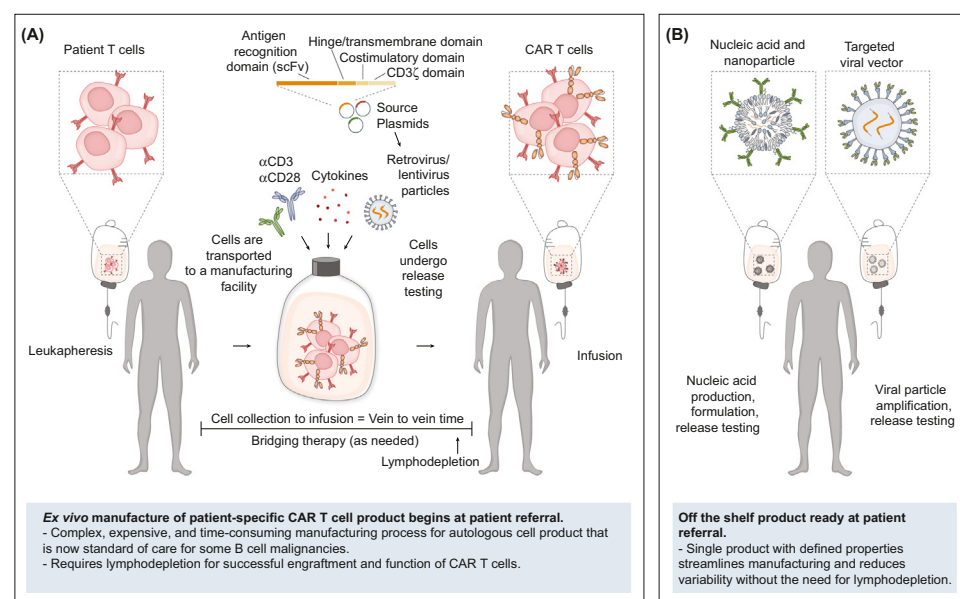 (A)
Patient T cells
Antigen
recognition
domain (scFv)
Hinge/transmembrane domain
Costimulatory domain
CD3ζ domain
Source
Plasmids
CAR T cells
αCD3
αCD28
Cytokines
Retrovirus/
lentivirus
particles
Cells are
transported
to a manufacturing
facility
Cells
undergo
release
testing
Leukapheresis
Infusion
Cell collection to infusion = Vein to vein time
Bridging therapy (as needed)
Lymphodepletion
Ex vivo manufacture of patient-specific CAR T cell product begins at patient referral.
- Complex, expensive, and time-consuming manufacturing process for autologous cell product that
is now standard of care for some B cell malignancies.
- Requires lymphodepletion for successful engraftment and function of CAR T cells.
(B)
Nucleic acid and
nanoparticle
Targeted
viral vector
Nucleic acid
production,
formulation,
release testing
Viral particle
amplification,
release testing
Off the shelf product ready at patient
referral.
- Single product with defined properties
streamlines manufacturing and reduces
variability without the need for lymphodepletion.